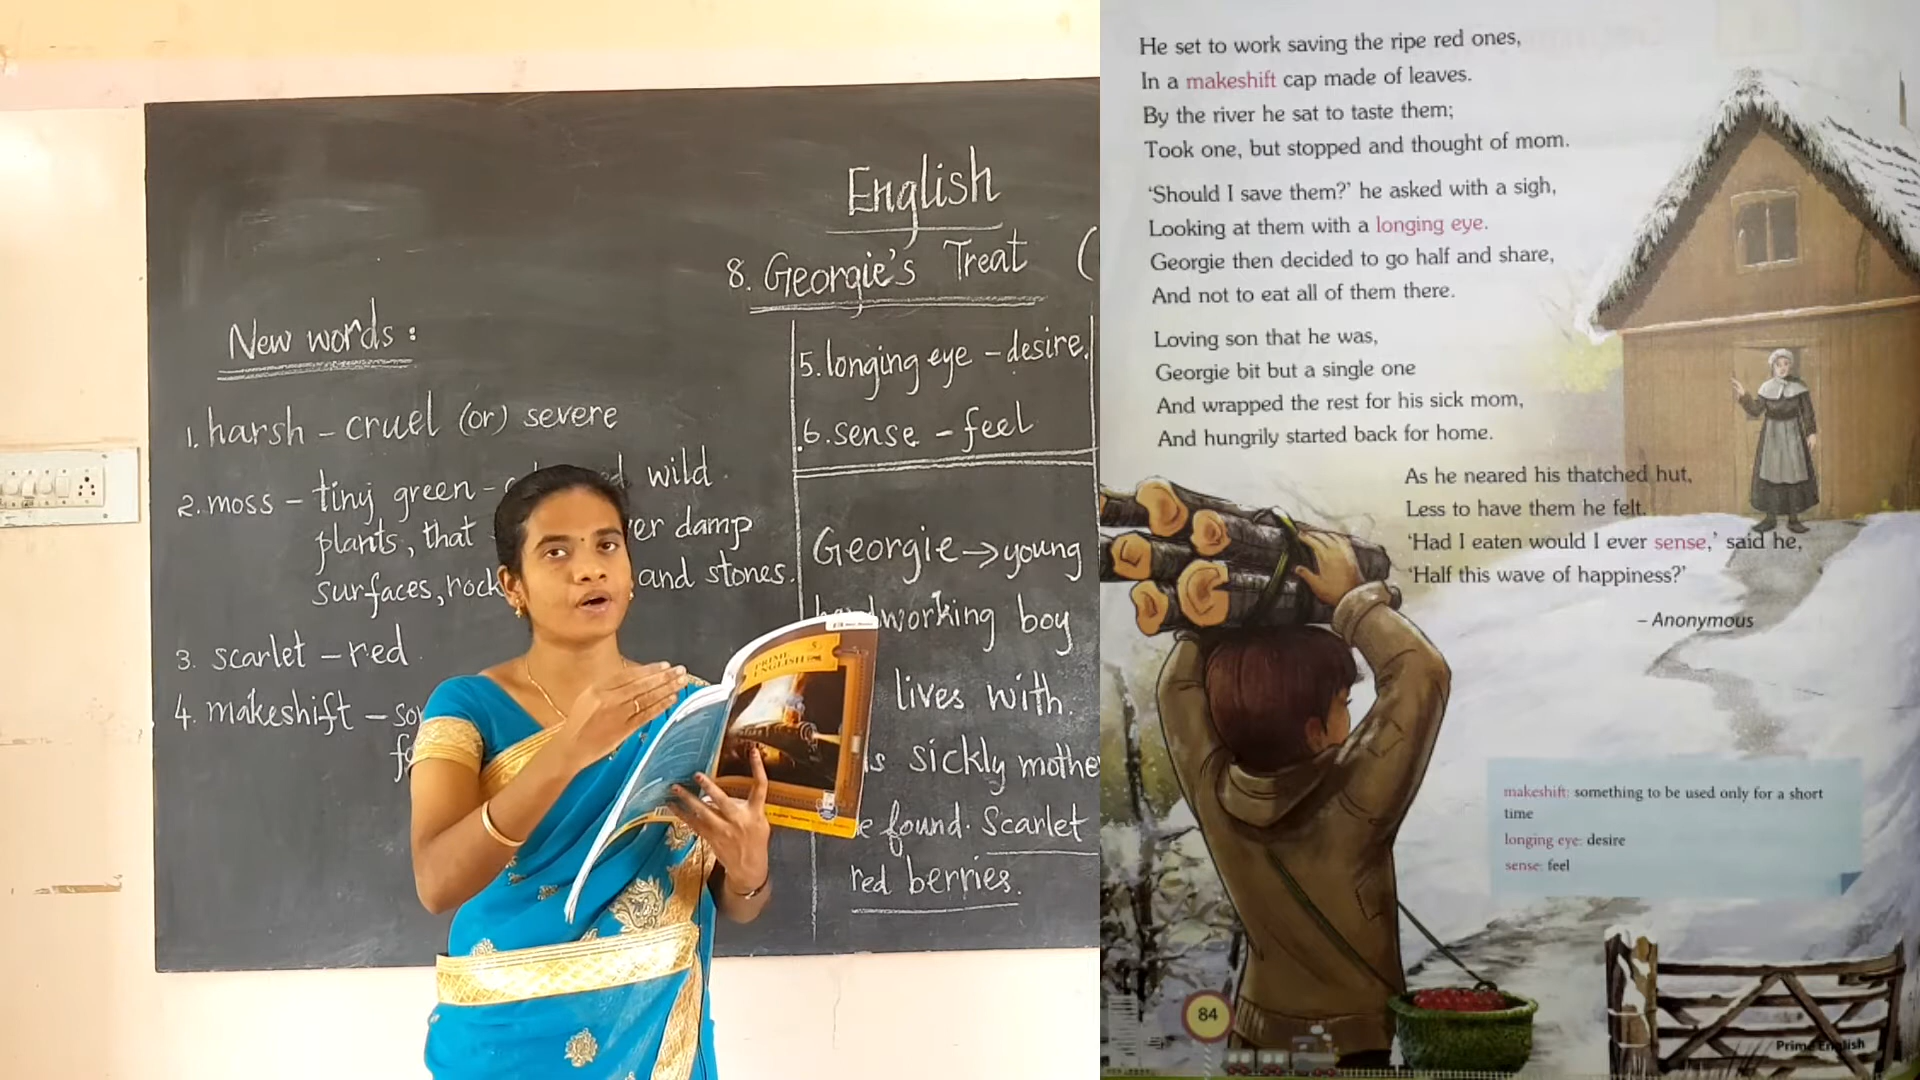 English
8. Georgie's Treat (
New words :
1. harsh – cruel (or) severe
2. moss – tiny green – wild
plants, that damp
surfaces, and stones.
3. scarlet – red
4. makeshift –
5. longing eye – desire.
6. sense – feel
Georgie → young
working boy
lives with.
sickly
found. Scarlet
red berries.
PRIME
ENGLISH
5
He set to work saving the ripe red ones,
In a makeshift cap made of leaves.
By the river he sat to taste them;
Took one, but stopped and thought of mom.
'Should I save them?' he asked with a sigh,
Looking at them with a longing eye.
Georgie then decided to go half and share,
And not to eat all of them there.
Loving son that he was,
Georgie bit but a single one
And wrapped the rest for his sick mom,
And hungrily started back for home.
As he neared his thatched hut,
Less to have them he felt.
'Had I eaten would I ever sense,' said he,
'Half this wave of happiness?'
– Anonymous
makeshift: something to be used only for a short
time
longing eye: desire
sense: feel
84
Prime English